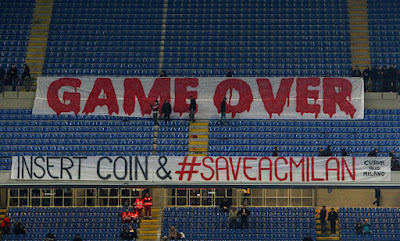 GAME OVER
INSERT COIN & #SAVEACMILAN
CURVA
SUD
MILANO